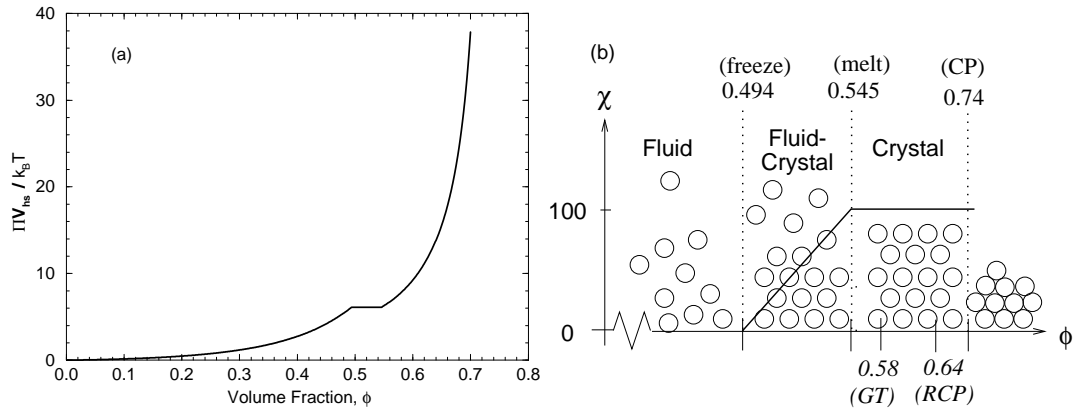 40
30
20
10
0
(a)
ΠV_hs / k_BT
0.0 0.1 0.2 0.3 0.4 0.5 0.6 0.7 0.8
Volume Fraction, ϕ
(b)
(freeze) (melt) (CP)
0.494 0.545 0.74
χ
Fluid
Fluid-
Crystal
Crystal
100
0
ϕ
0.58 0.64
(GT) (RCP)